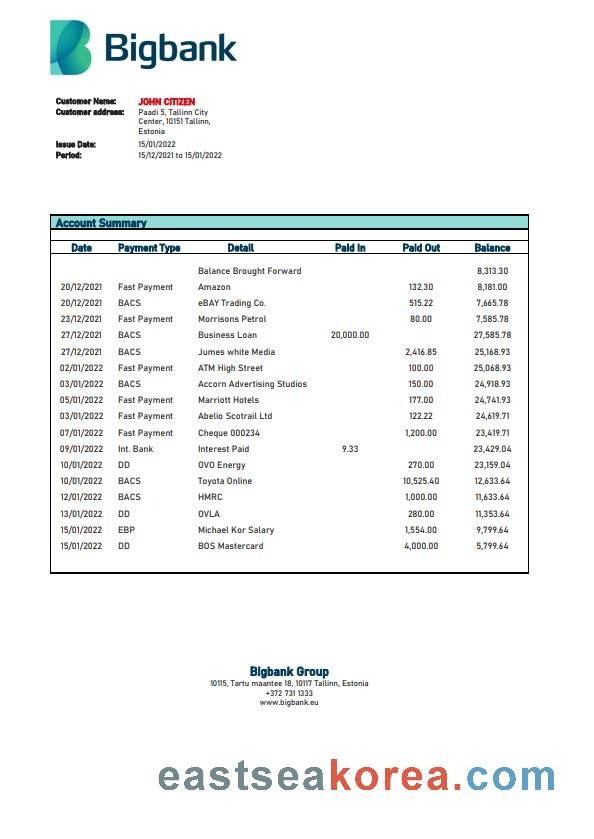 Bigbank
Customer Name: JOHN CITIZEN
Customer address: Paadi 5, Tallinn City
Center, 10151 Tallinn,
Estonia
Issue Date: 15/01/2022
Period: 15/12/2021 to 15/01/2022
Account Summary
Date Payment Type Detail Paid In Paid Out Balance
Balance Brought Forward 8,313.30
20/12/2021 Fast Payment Amazon 132.30 8,181.00
20/12/2021 BACS eBAY Trading Co. 515.22 7,665.78
23/12/2021 Fast Payment Morrisons Petrol 80.00 7,585.78
27/12/2021 BACS Business Loan 20,000.00 27,585.78
27/12/2021 BACS Jumes white Media 2,416.85 25,168.93
02/01/2022 Fast Payment ATM High Street 100.00 25,068.93
03/01/2022 BACS Accorn Advertising Studios 150.00 24,918.93
05/01/2022 Fast Payment Marriott Hotels 177.00 24,741.93
03/01/2022 Fast Payment Abelio Scotrail Ltd 122.22 24,619.71
07/01/2022 Fast Payment Cheque 000234 1,200.00 23,419.71
09/01/2022 Int. Bank Interest Paid 9.33 23,429.04
10/01/2022 DD OVO Energy 270.00 23,159.04
10/01/2022 BACS Toyota Online 10,525.40 12,633.64
12/01/2022 BACS HMRC 1,000.00 11,633.64
13/01/2022 DD OVLA 280.00 11,353.64
15/01/2022 EBP Michael Kor Salary 1,554.00 9,799.64
15/01/2022 DD BOS Mastercard 4,000.00 5,799.64
Bigbank Group
10115, Tartu maantee 18, 10117 Tallinn, Estonia
+372 731 1333
www.bigbank.eu
eastseakorea.com